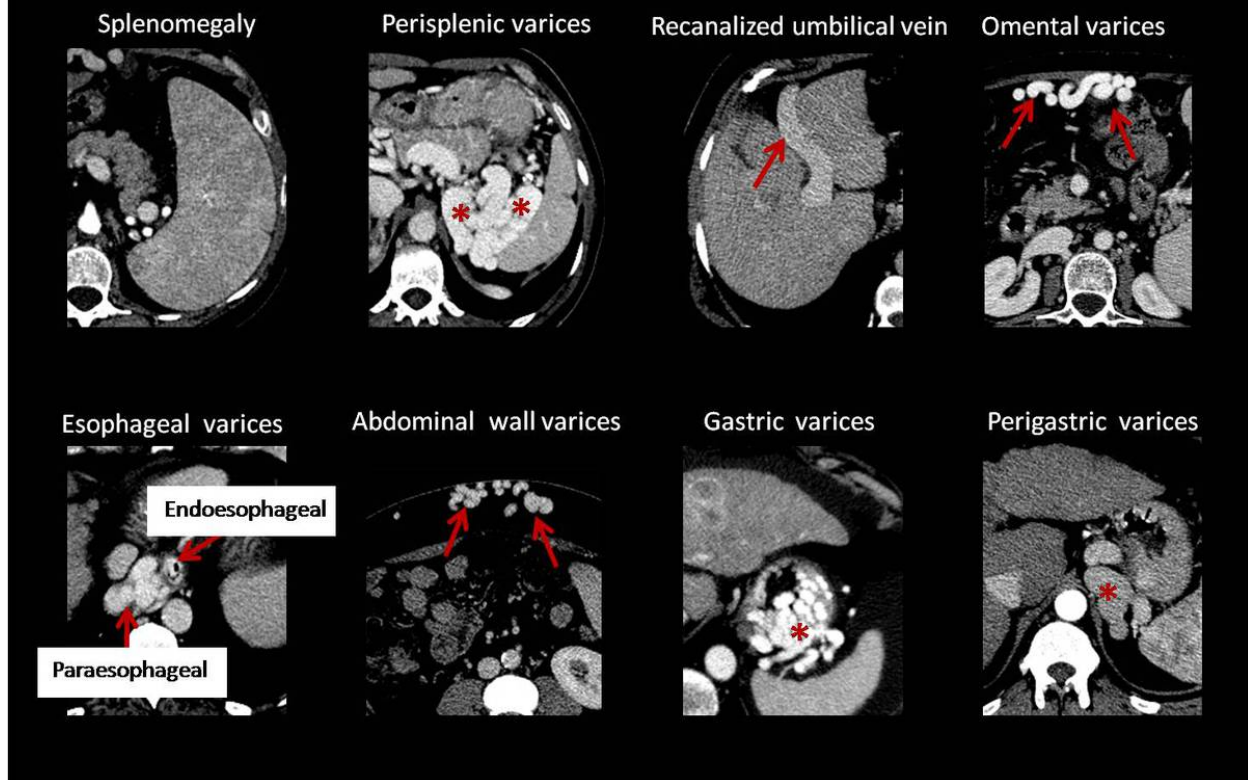 Splenomegaly
Perisplenic varices
Recanalized umbilical vein
Omental varices
*
*
Esophageal varices
Abdominal wall varices
Gastric varices
Perigastric varices
Endoesophageal
Paraesophageal
*
*